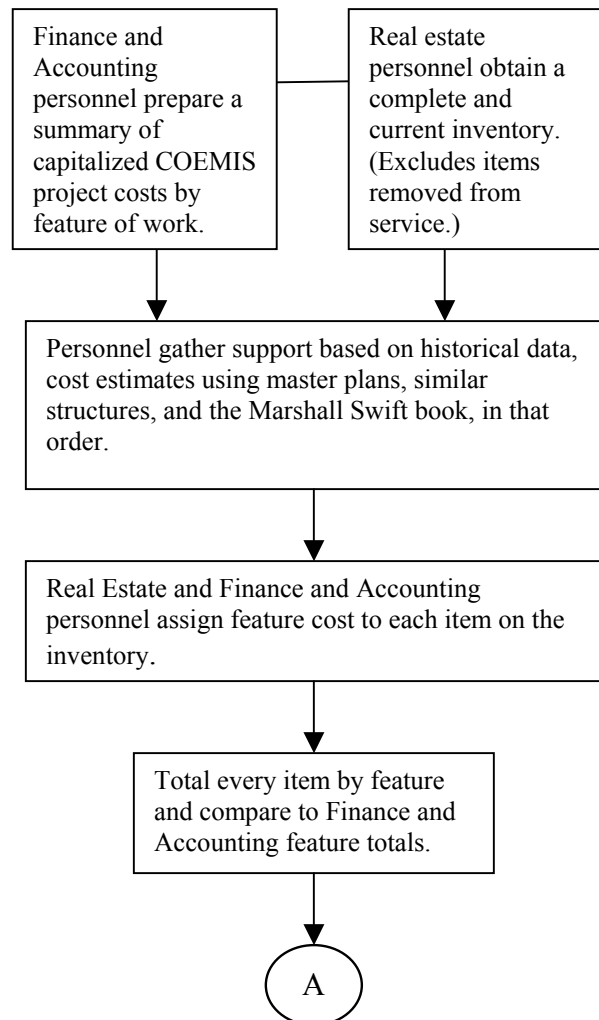 Finance and
Accounting
personnel prepare a
summary of
capitalized COEMIS
project costs by
feature of work.
Real estate
personnel obtain a
complete and
current inventory.
(Excludes items
removed from
service.)
Personnel gather support based on historical data,
cost estimates using master plans, similar
structures, and the Marshall Swift book, in that
order.
Real Estate and Finance and Accounting
personnel assign feature cost to each item on the
inventory.
Total every item by feature
and compare to Finance and
Accounting feature totals.
A